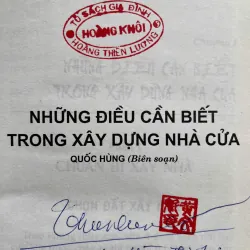 TỦ SÁCH GIA ĐÌNH
HOÀNG KHÔI
HOÀNG THIÊN LƯƠNG
NHỮNG ĐIỀU CẦN BIẾT
TRONG XÂY DỰNG NHÀ CỬA
QUỐC HÙNG (Biên soạn)